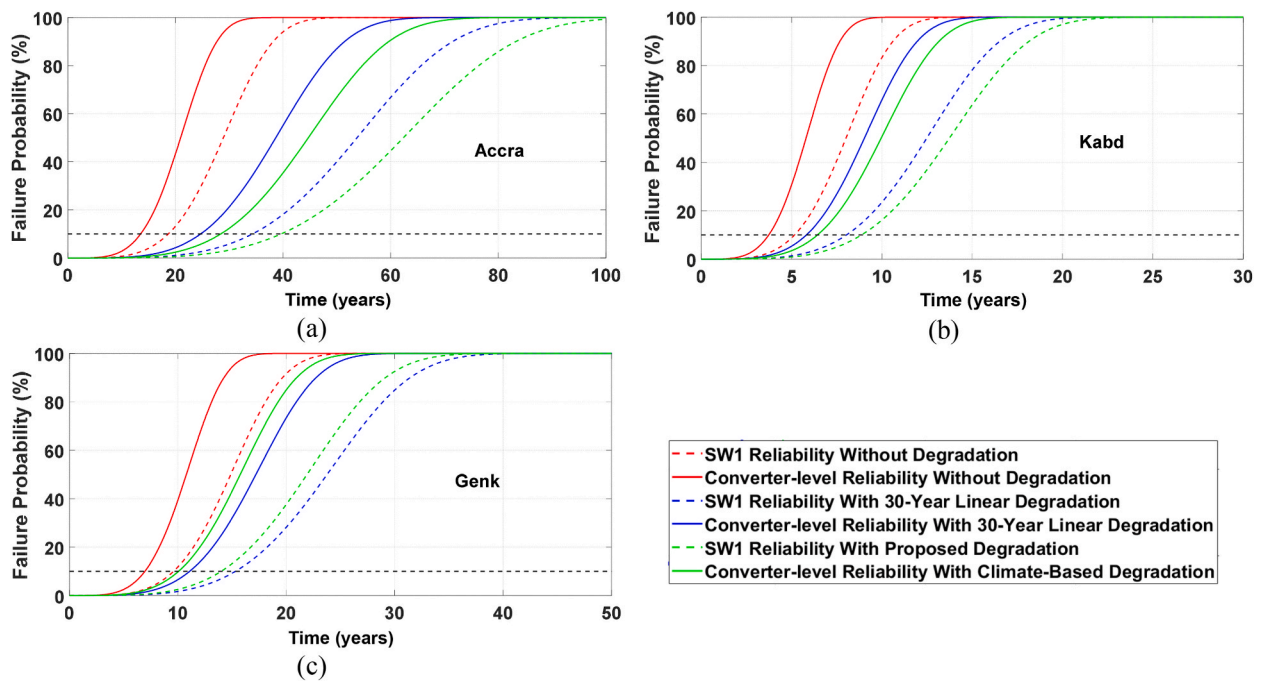 Failure Probability (%)
100
80
60
40
20
0
Accra
0 20 40 60 80 100
Time (years)
(a)
Failure Probability (%)
100
80
60
40
20
0
Kabd
0 5 10 15 20 25 30
Time (years)
(b)
Failure Probability (%)
100
80
60
40
20
0
Genk
0 10 20 30 40 50
Time (years)
(c)
SW1 Reliability Without Degradation
Converter-level Reliability Without Degradation
SW1 Reliability With 30-Year Linear Degradation
Converter-level Reliability With 30-Year Linear Degradation
SW1 Reliability With Proposed Degradation
Converter-level Reliability With Climate-Based Degradation